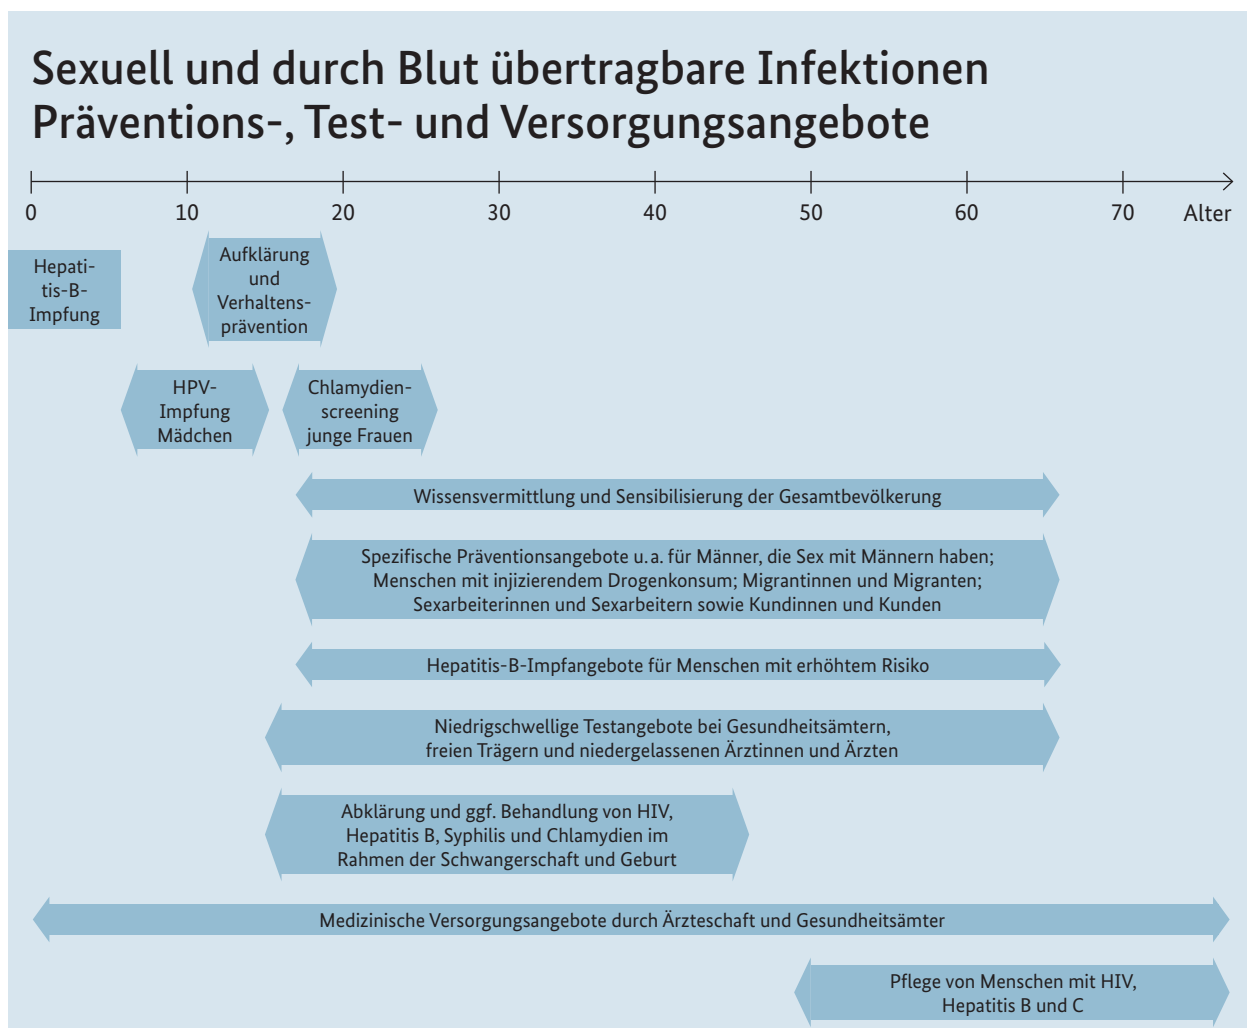 Sexuell und durch Blut übertragbare Infektionen
Präventions-, Test- und Versorgungsangebote
0 10 20 30 40 50 60 70 Alter
Hepati-
tis-B-
Impfung
Aufklärung
und
Verhaltens-
prävention
HPV-
Impfung
Mädchen
Chlamydien-
screening
junge Frauen
Wissensvermittlung und Sensibilisierung der Gesamtbevölkerung
Spezifische Präventionsangebote u. a. für Männer, die Sex mit Männern haben;
Menschen mit injizierendem Drogenkonsum; Migrantinnen und Migranten;
Sexarbeiterinnen und Sexarbeitern sowie Kundinnen und Kunden
Hepatitis-B-Impfangebote für Menschen mit erhöhtem Risiko
Niedrigschwellige Testangebote bei Gesundheitsämtern,
freien Trägern und niedergelassenen Ärztinnen und Ärzten
Abklärung und ggf. Behandlung von HIV,
Hepatitis B, Syphilis und Chlamydien im
Rahmen der Schwangerschaft und Geburt
Medizinische Versorgungsangebote durch Ärzteschaft und Gesundheitsämter
Pflege von Menschen mit HIV,
Hepatitis B und C